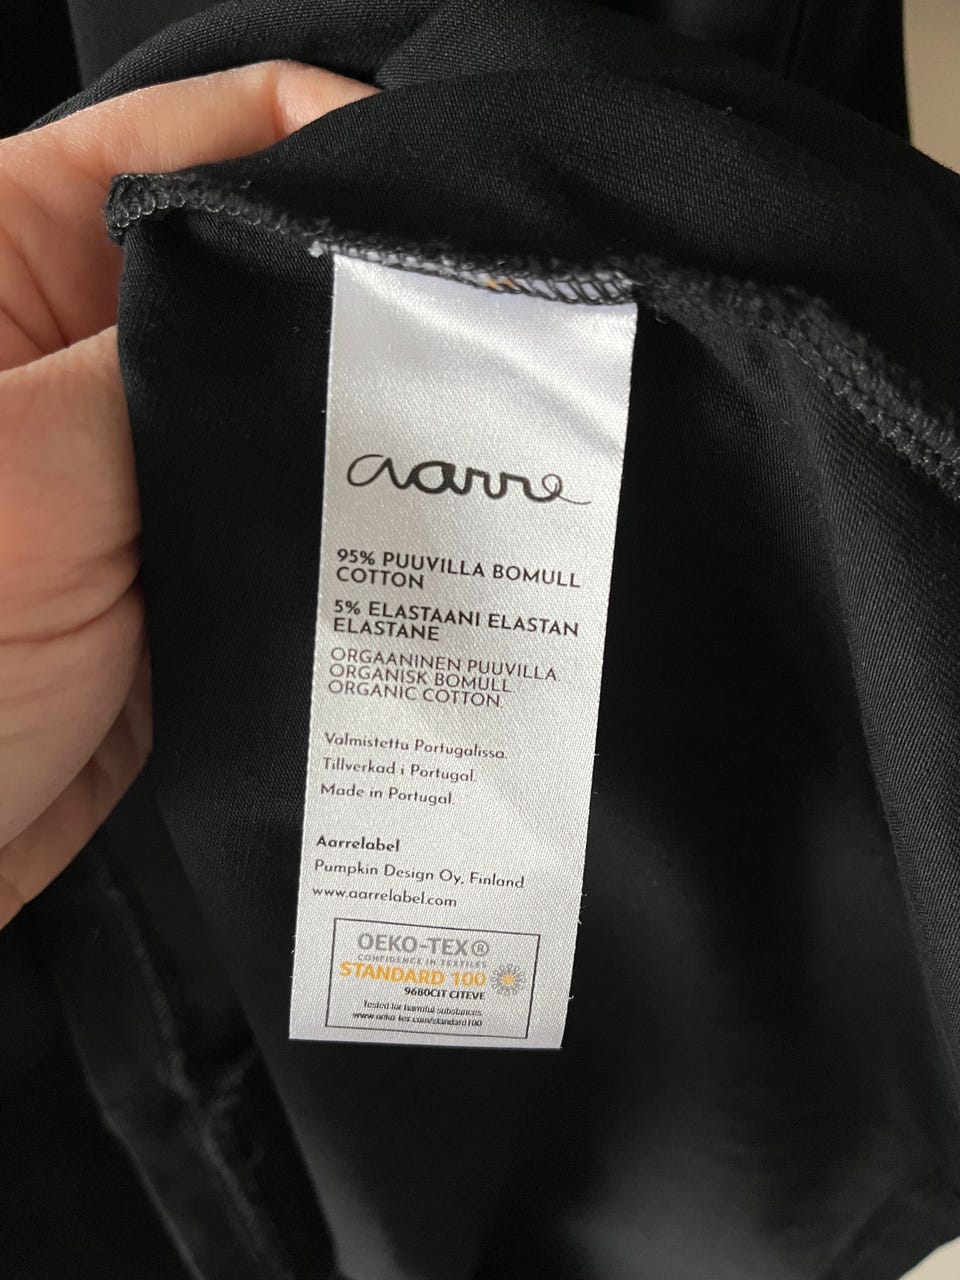 aarre
95% PUUVILLA BOMULL
COTTON
5% ELASTAANI ELASTAN
ELASTANE
ORGAANINEN PUUVILLA
ORGANISK BOMULL
ORGANIC COTTON.
Valmistettu Portugalissa.
Tillverkad i Portugal.
Made in Portugal.
Aarrelabel
Pumpkin Design Oy, Finland
www.aarrelabel.com
OEKO-TEX®
CONFIDENCE IN TEXTILES
STANDARD 100
9680CIT CITEVE
Tested for harmful substances.
www.oeko-tex.com/standard100